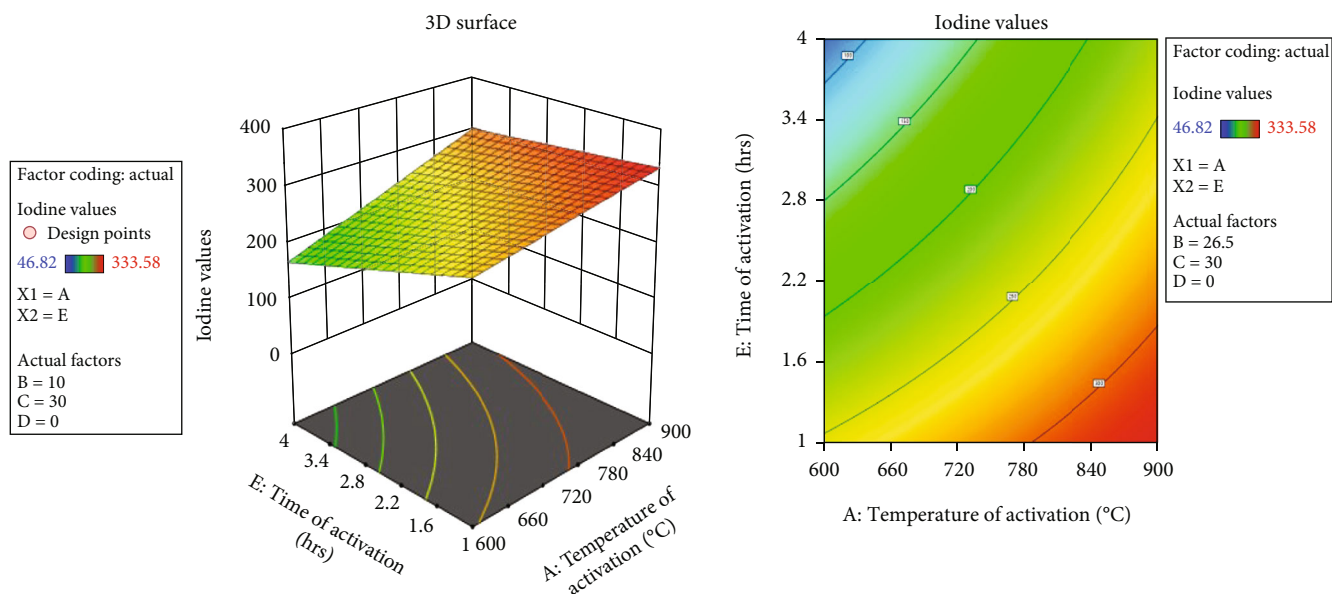 3D surface
Factor coding: actual
Iodine values
Design points
46.82 333.58
X1 = A
X2 = E
Actual factors
B = 10
C = 30
D = 0
Iodine values
400
300
200
100
0
4
3.4
2.8
2.2
1.6
1
600
660
720
780
840
900
E: Time of activation
(hrs)
A: Temperature of
activation (°C)
Iodine values
E: Time of activation (hrs)
4
3.4
2.8
2.2
1.6
1
600 660 720 780 840 900
A: Temperature of activation (°C)
Factor coding: actual
Iodine values
46.82 333.58
X1 = A
X2 = E
Actual factors
B = 26.5
C = 30
D = 0